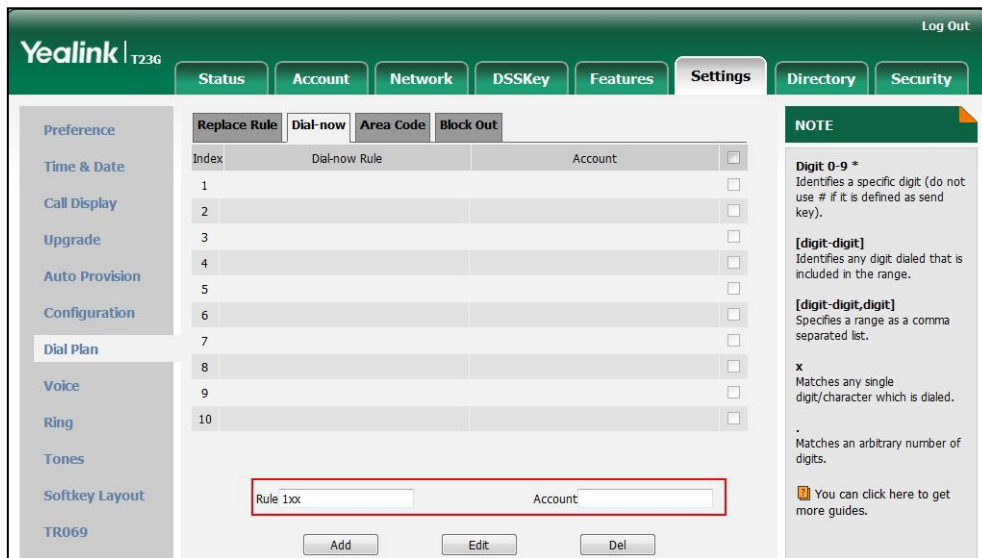 Log Out
Yealink | T23G
Status Account Network DSSKey Features Settings Directory Security
Preference
Time & Date
Call Display
Upgrade
Auto Provision
Configuration
Dial Plan
Voice
Ring
Tones
Softkey Layout
TR069
Replace Rule Dial-now Area Code Block Out
Index Dial-now Rule Account
1
2
3
4
5
6
7
8
9
10
Rule 1xx Account
Add Edit Del
NOTE
Digit 0-9 *
Identifies a specific digit (do not
use # if it is defined as send
key).
[digit-digit]
Identifies any digit dialed that is
included in the range.
[digit-digit,digit]
Specifies a range as a comma
separated list.
x
Matches any single
digit/character which is dialed.
.
Matches an arbitrary number of
digits.
You can click here to get
more guides.